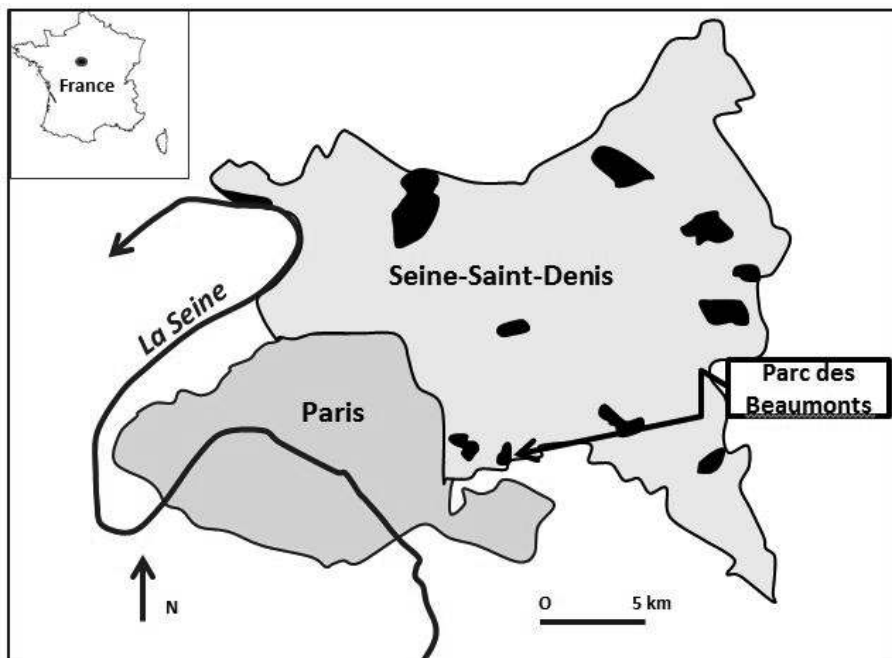 France
Seine-Saint-Denis
La Seine
Parc des
Beaumonts
Paris
N
O
5 km